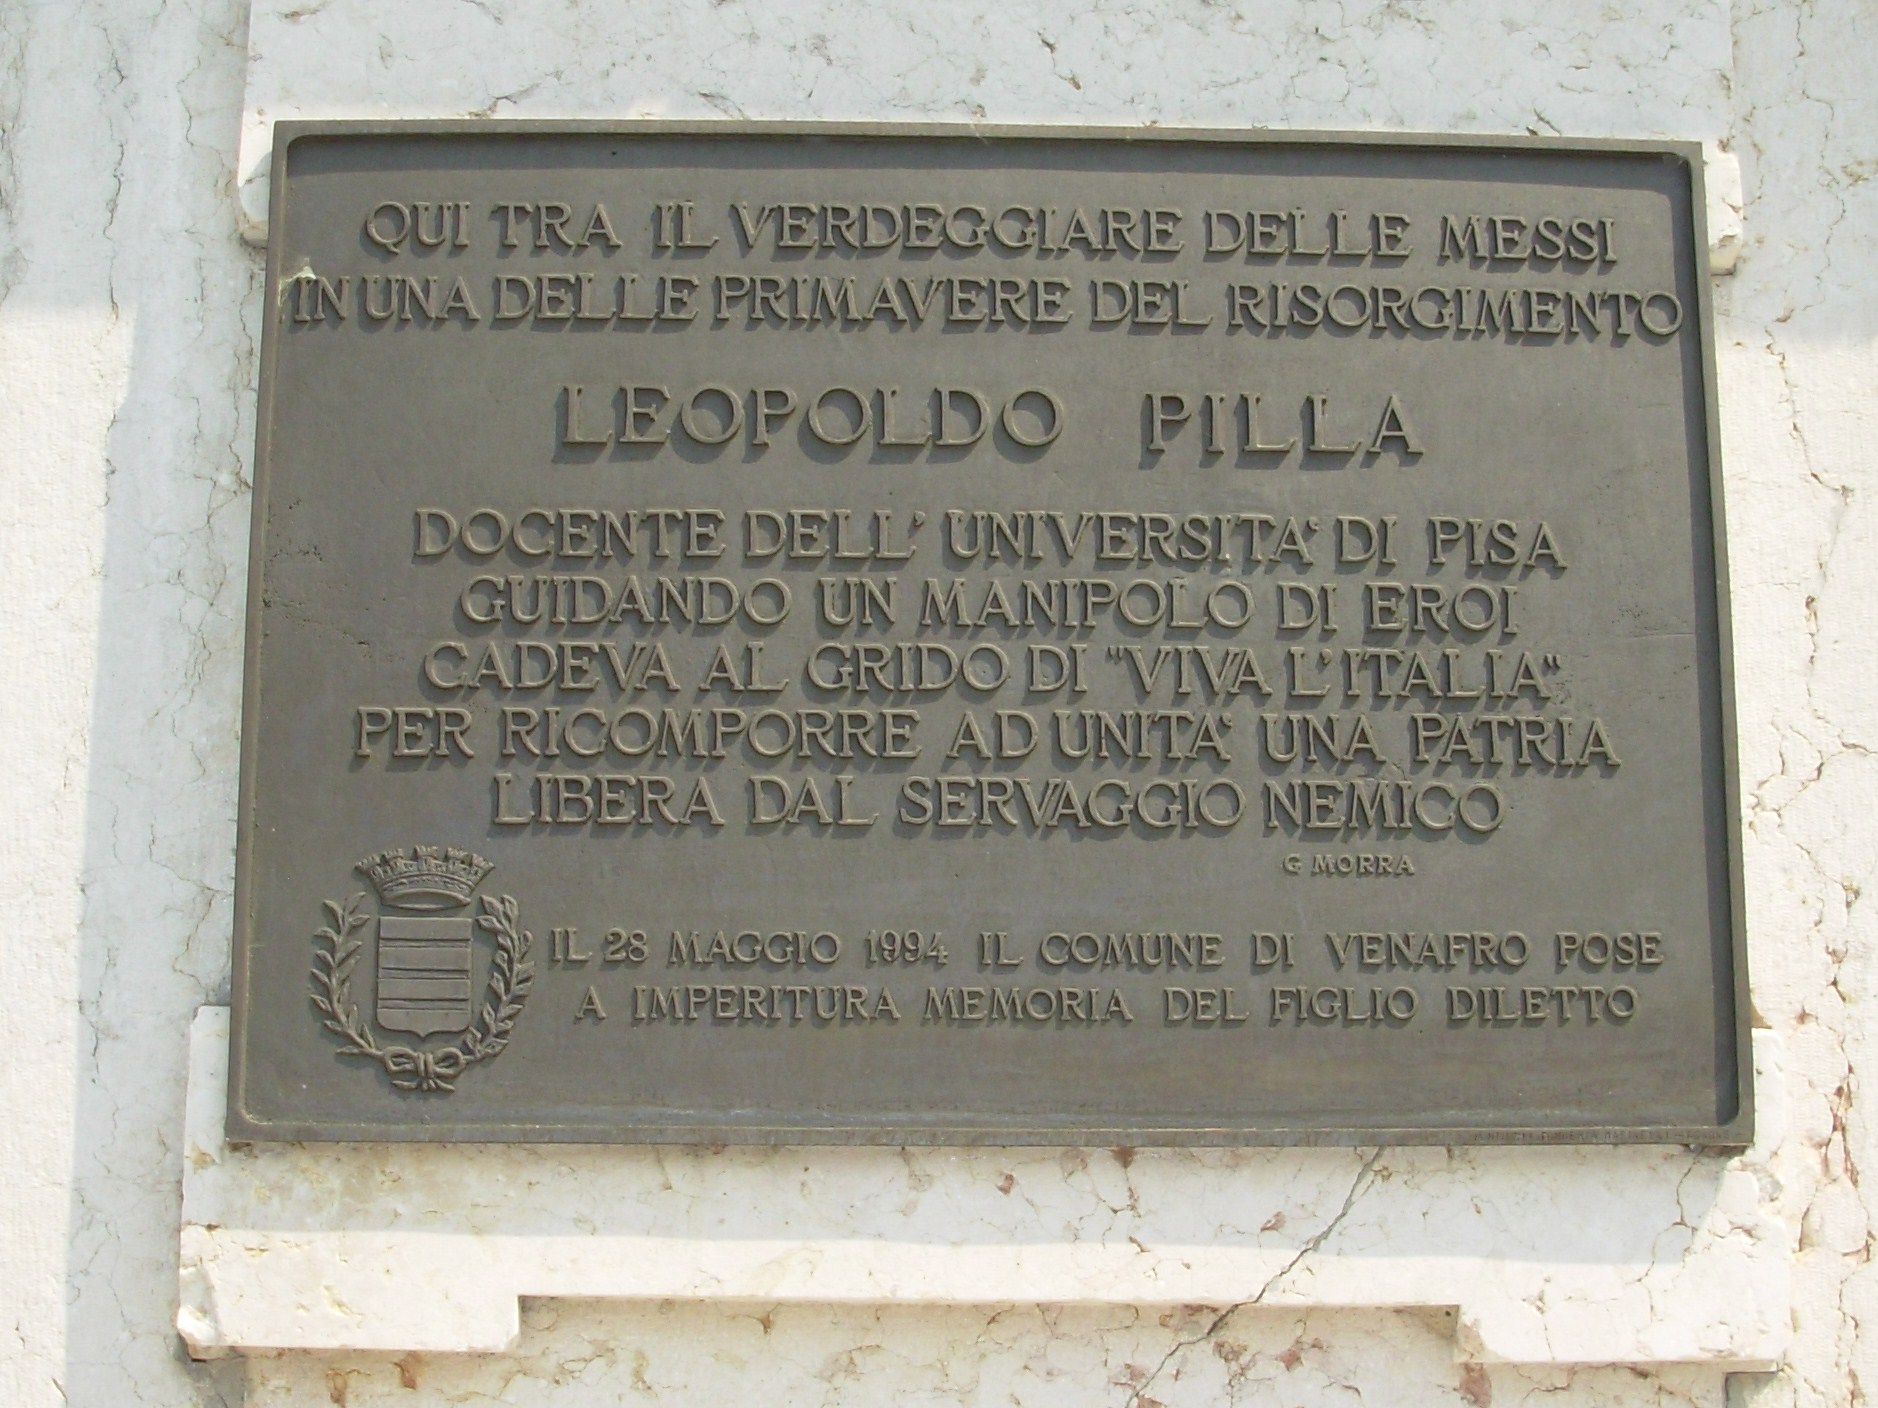 QUI TRA IL VERDEGGIARE DELLE MESSI
IN UNA DELLE PRIMAVERE DEL RISORGIMENTO
LEOPOLDO PILLA
DOCENTE DELL' UNIVERSITA' DI PISA
GUIDANDO UN MANIPOLO DI EROI
CADEVA AL GRIDO DI "VIVA L'ITALIA"
PER RICOMPORRE AD UNITA' UNA PATRIA
LIBERA DAL SERVAGGIO NEMICO
G MORRA
IL 28 MAGGIO 1994 IL COMUNE DI VENAFRO POSE
A IMPERITURA MEMORIA DEL FIGLIO DILETTO